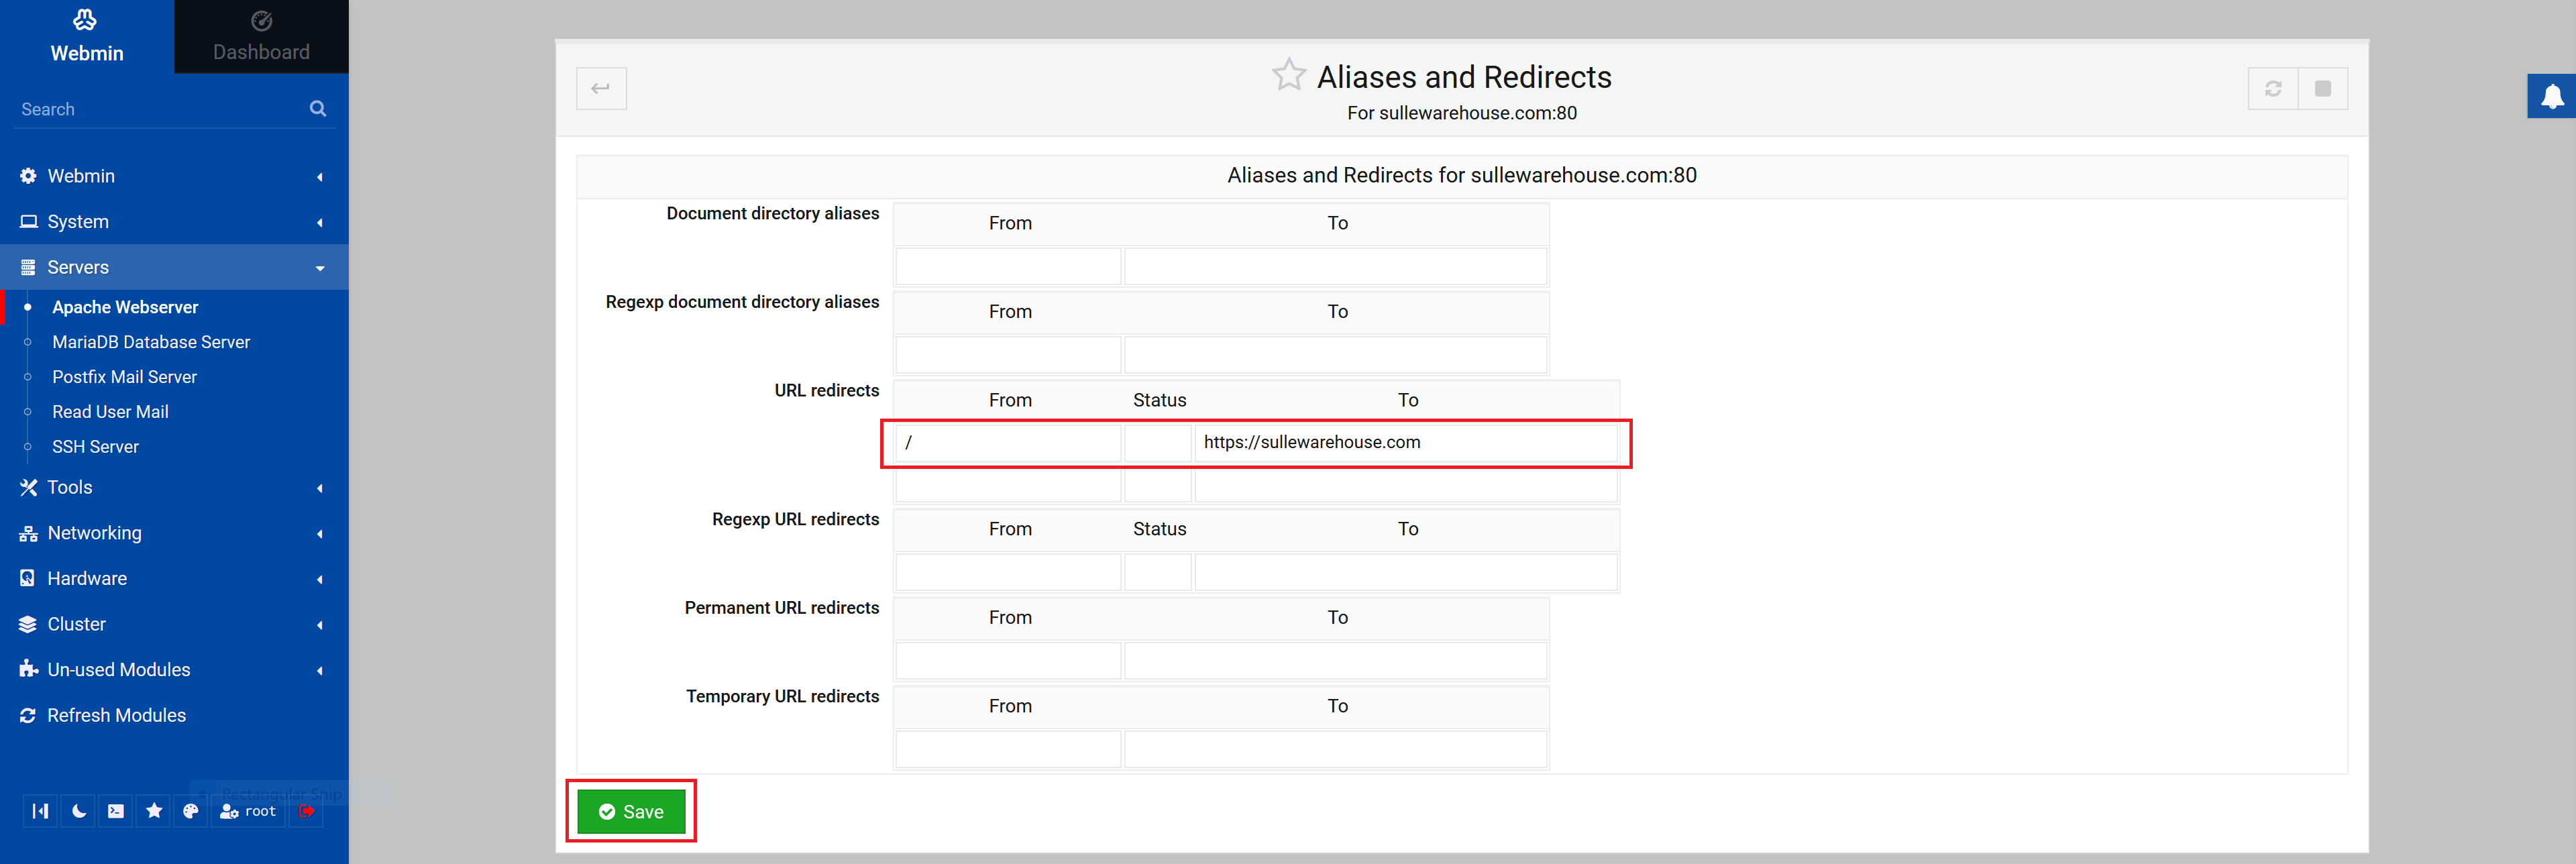 Webmin
Dashboard
Search
Webmin
System
Servers
Apache Webserver
MariaDB Database Server
Postfix Mail Server
Read User Mail
SSH Server
Tools
Networking
Hardware
Cluster
Un-used Modules
Refresh Modules
Rectangular Snip
root
Aliases and Redirects
For sullewarehouse.com:80
Aliases and Redirects for sullewarehouse.com:80
Document directory aliases
From To
Regexp document directory aliases
From To
URL redirects
From Status To
/ https://sullewarehouse.com
Regexp URL redirects
From Status To
Permanent URL redirects
From To
Temporary URL redirects
From To
Save